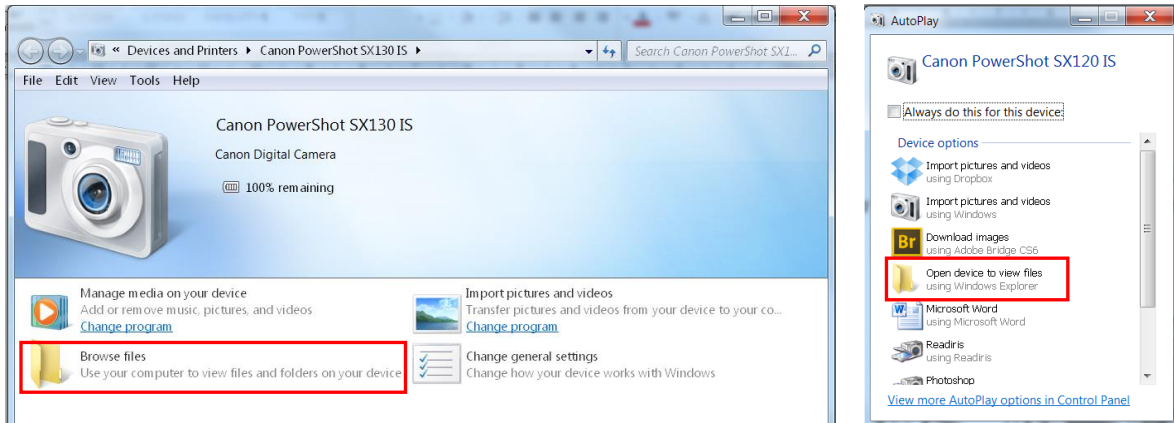 « Devices and Printers ▸ Canon PowerShot SX130 IS ▸
Search Canon PowerShot SX1...
File Edit View Tools Help
Canon PowerShot SX130 IS
Canon Digital Camera
100% remaining
Manage media on your device
Add or remove music, pictures, and videos
Change program
Import pictures and videos
Transfer pictures and videos from your device to your co...
Change program
Browse files
Use your computer to view files and folders on your device
Change general settings
Change how your device works with Windows
AutoPlay
Canon PowerShot SX120 IS
Always do this for this device:
Device options
Import pictures and videos
using Dropbox
Import pictures and videos
using Windows
Br
Download images
using Adobe Bridge CS6
Open device to view files
using Windows Explorer
W
Microsoft Word
using Microsoft Word
Readiris
using Readiris
Photoshop
View more AutoPlay options in Control Panel